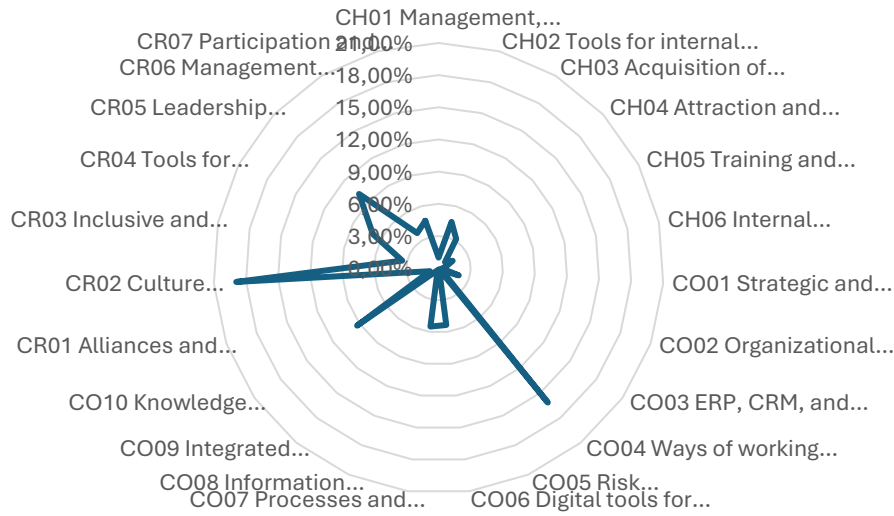 CH01 Management,...
CH02 Tools for internal...
CH03 Acquisition of...
CH04 Attraction and...
CH05 Training and...
CH06 Internal...
CO01 Strategic and...
CO02 Organizational...
CO03 ERP, CRM, and...
CO04 Ways of working...
CO05 Risk...
CO06 Digital tools for...
CO07 Processes and...
CO08 Information...
CO09 Integrated...
CO10 Knowledge...
CR01 Alliances and...
CR02 Culture...
CR03 Inclusive and...
CR04 Tools for...
CR05 Leadership...
CR06 Management...
CR07 Participation and...
21,00%
18,00%
15,00%
12,00%
9,00%
6,00%
3,00%
0,00%